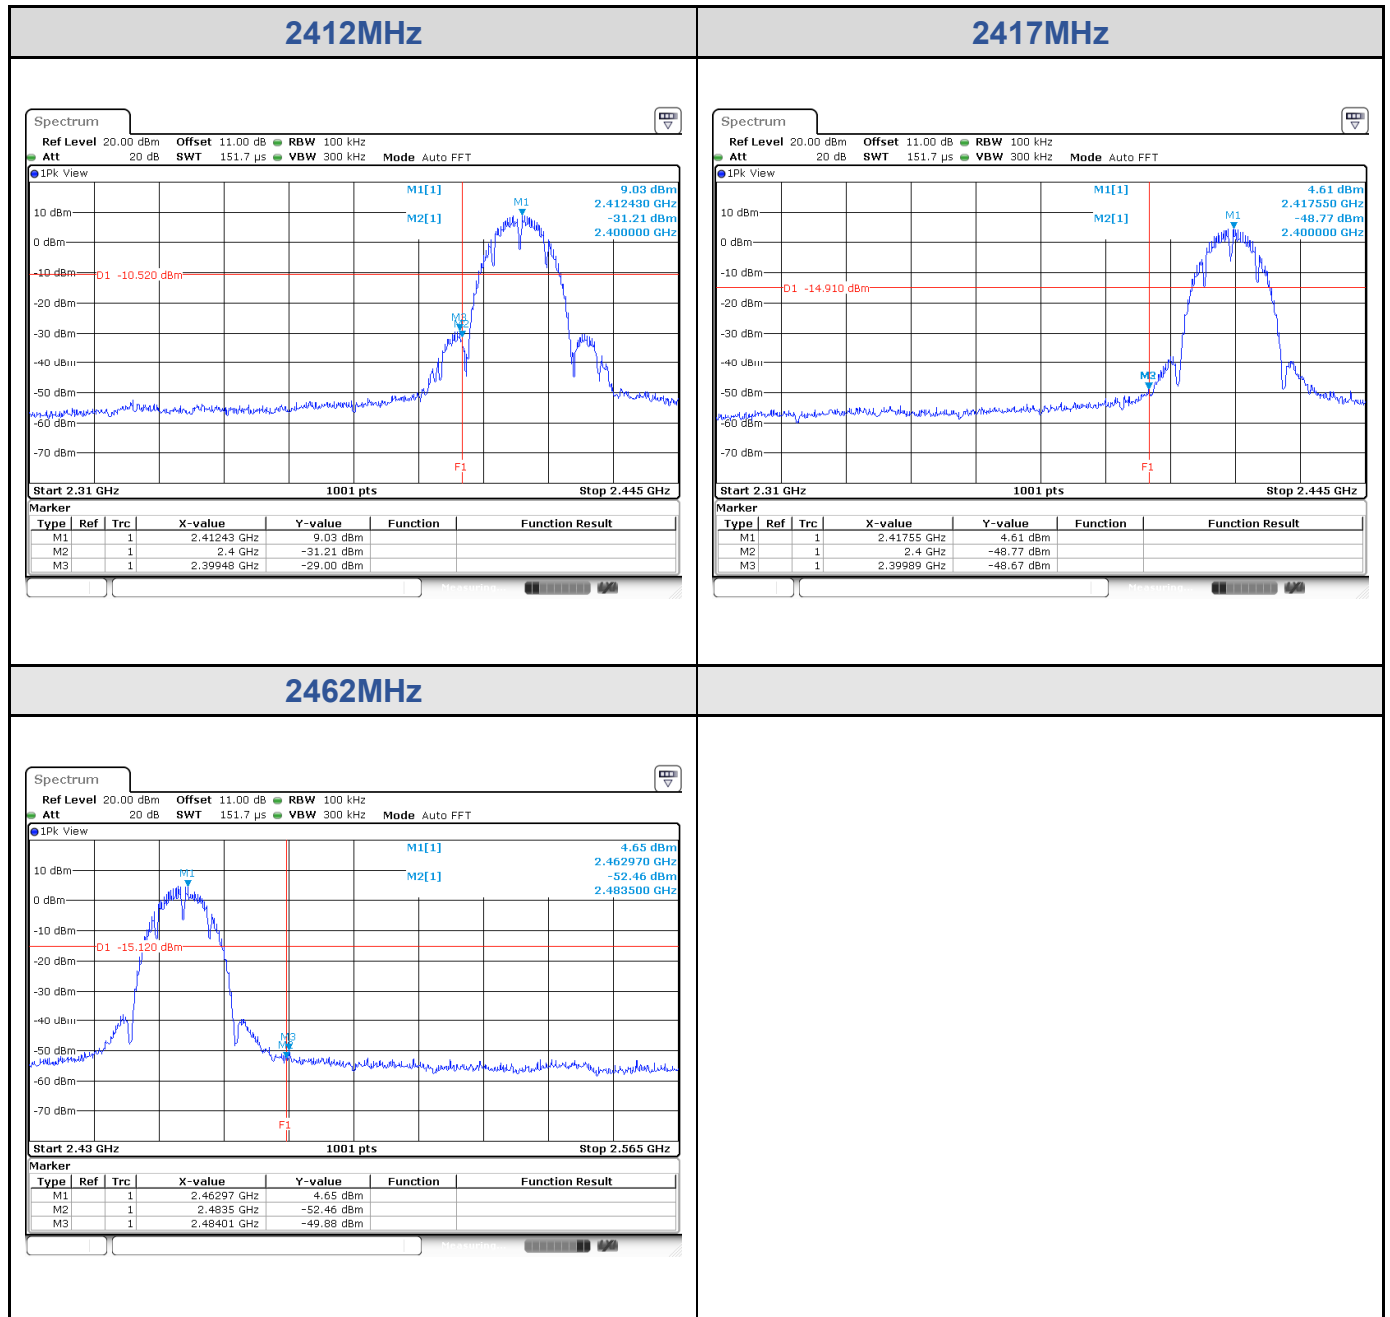 2412MHz
2417MHz
Spectrum
Ref Level 20.00 dBm Offset 11.00 dB RBW 100 kHz
Att 20 dB SWT 151.7 µs VBW 300 kHz Mode Auto FFT
1Pk View
M1[1] 9.03 dBm
2.412430 GHz
M2[1] -31.21 dBm
2.400000 GHz
M1
10 dBm
0 dBm
-10 dBm
D1 -10.520 dBm
-20 dBm
-30 dBm
M3
M2
-40 dBm
-50 dBm
-60 dBm
-70 dBm
F1
Start 2.31 GHz 1001 pts Stop 2.445 GHz
Marker
Type Ref Trc X-value Y-value Function Function Result
M1 1 2.41243 GHz 9.03 dBm
M2 1 2.4 GHz -31.21 dBm
M3 1 2.39948 GHz -29.00 dBm
Measuring
Spectrum
Ref Level 20.00 dBm Offset 11.00 dB RBW 100 kHz
Att 20 dB SWT 151.7 µs VBW 300 kHz Mode Auto FFT
1Pk View
M1[1] 4.61 dBm
2.417550 GHz
M2[1] -48.77 dBm
2.400000 GHz
M1
10 dBm
0 dBm
-10 dBm
D1 -14.910 dBm
-20 dBm
-30 dBm
-40 dBm
M3
-50 dBm
-60 dBm
-70 dBm
F1
Start 2.31 GHz 1001 pts Stop 2.445 GHz
Marker
Type Ref Trc X-value Y-value Function Function Result
M1 1 2.41755 GHz 4.61 dBm
M2 1 2.4 GHz -48.77 dBm
M3 1 2.39989 GHz -48.67 dBm
Measuring
2462MHz
Spectrum
Ref Level 20.00 dBm Offset 11.00 dB RBW 100 kHz
Att 20 dB SWT 151.7 µs VBW 300 kHz Mode Auto FFT
1Pk View
M1[1] 4.65 dBm
2.462970 GHz
M2[1] -52.46 dBm
2.483500 GHz
10 dBm
M1
0 dBm
-10 dBm
D1 -15.120 dBm
-20 dBm
-30 dBm
-40 dBm
M3
-50 dBm
-60 dBm
-70 dBm
F1
Start 2.43 GHz 1001 pts Stop 2.565 GHz
Marker
Type Ref Trc X-value Y-value Function Function Result
M1 1 2.46297 GHz 4.65 dBm
M2 1 2.4835 GHz -52.46 dBm
M3 1 2.48401 GHz -49.88 dBm
Measuring